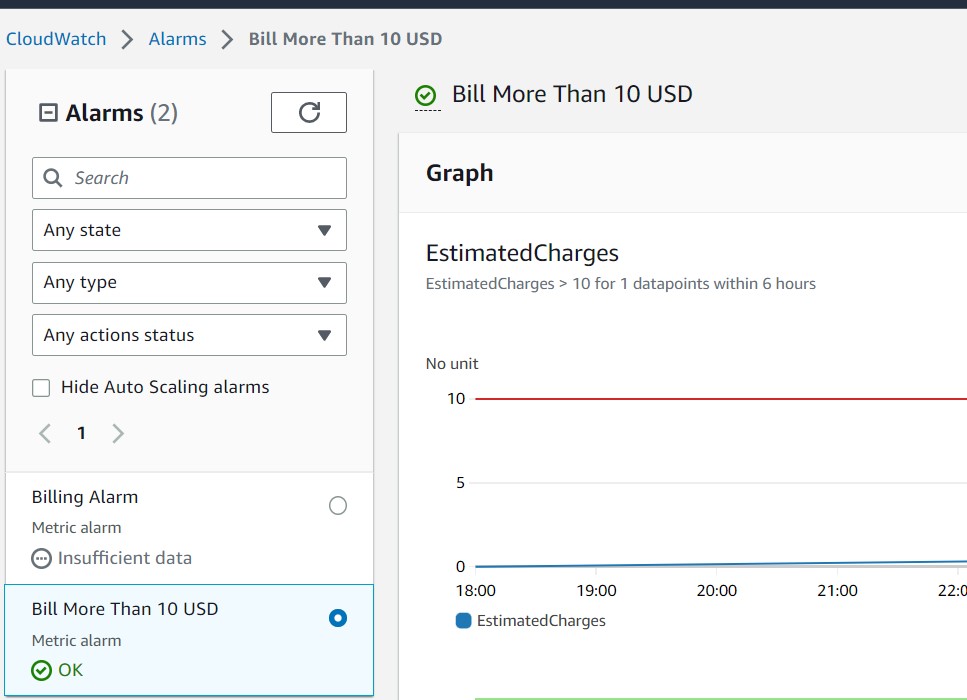 CloudWatch > Alarms > Bill More Than 10 USD
Alarms (2)
Search
Any state
Any type
Any actions status
Hide Auto Scaling alarms
1
Billing Alarm
Metric alarm
Insufficient data
Bill More Than 10 USD
Metric alarm
OK
Bill More Than 10 USD
Graph
EstimatedCharges
EstimatedCharges > 10 for 1 datapoints within 6 hours
No unit
10
5
0
18:00 19:00 20:00 21:00 22:0
EstimatedCharges